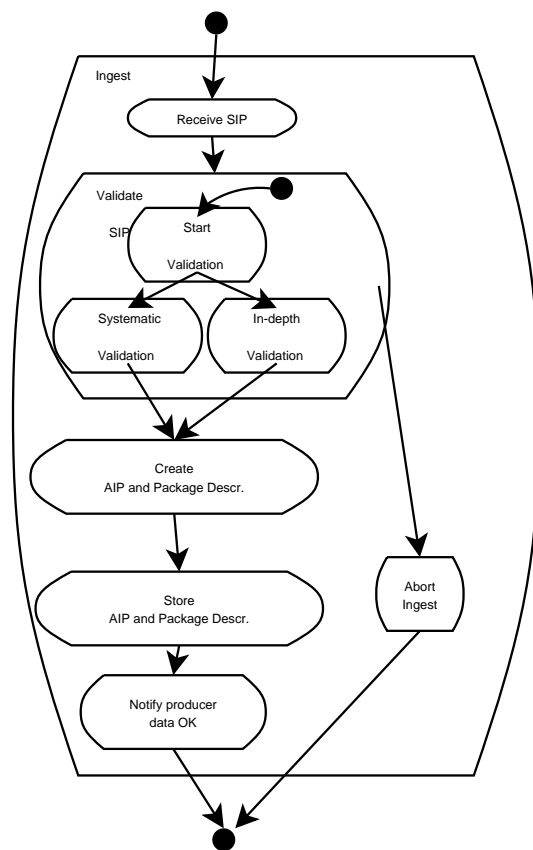 Ingest
Receive SIP
Validate
SIP
Start
Validation
Systematic
Validation
In-depth
Validation
Create
AIP and Package Descr.
Store
AIP and Package Descr.
Abort
Ingest
Notify producer
data OK